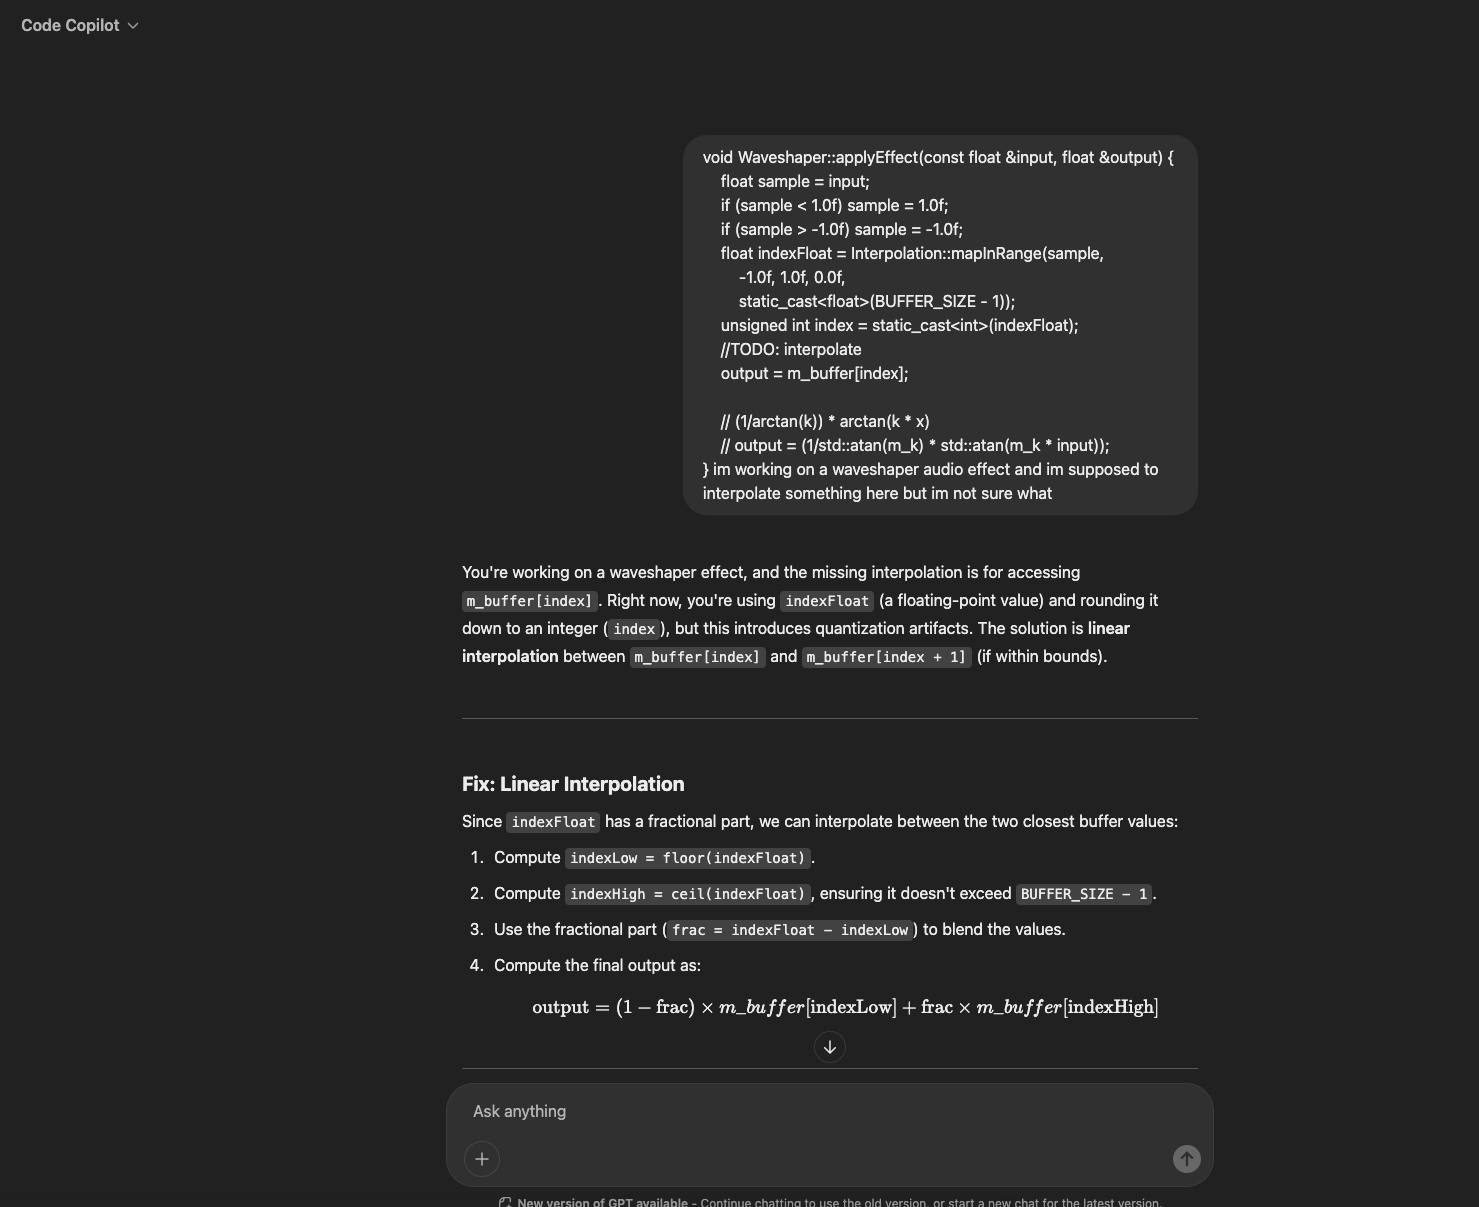 Code Copilot
void Waveshaper::applyEffect(const float &input, float &output) {
float sample = input;
if (sample < 1.0f) sample = 1.0f;
if (sample > -1.0f) sample = -1.0f;
float indexFloat = Interpolation::mapInRange(sample,
-1.0f, 1.0f, 0.0f,
static_cast<float>(BUFFER_SIZE - 1));
unsigned int index = static_cast<int>(indexFloat);
//TODO: interpolate
output = m_buffer[index];
// (1/arctan(k)) * arctan(k * x)
// output = (1/std::atan(m_k) * std::atan(m_k * input));
} im working on a waveshaper audio effect and im supposed to
interpolate something here but im not sure what
You're working on a waveshaper effect, and the missing interpolation is for accessing
m_buffer[index]. Right now, you're using indexFloat (a floating-point value) and rounding it
down to an integer (index), but this introduces quantization artifacts. The solution is linear
interpolation between m_buffer[index] and m_buffer[index + 1] (if within bounds).
Fix: Linear Interpolation
Since indexFloat has a fractional part, we can interpolate between the two closest buffer values:
1. Compute indexLow = floor(indexFloat).
2. Compute indexHigh = ceil(indexFloat), ensuring it doesn't exceed BUFFER_SIZE - 1.
3. Use the fractional part (frac = indexFloat - indexLow) to blend the values.
4. Compute the final output as:
output = (1 − frac) × m_buffer[indexLow] + frac × m_buffer[indexHigh]
Ask anything
New version of GPT available - Continue chatting to use the old version, or start a new chat for the latest version.